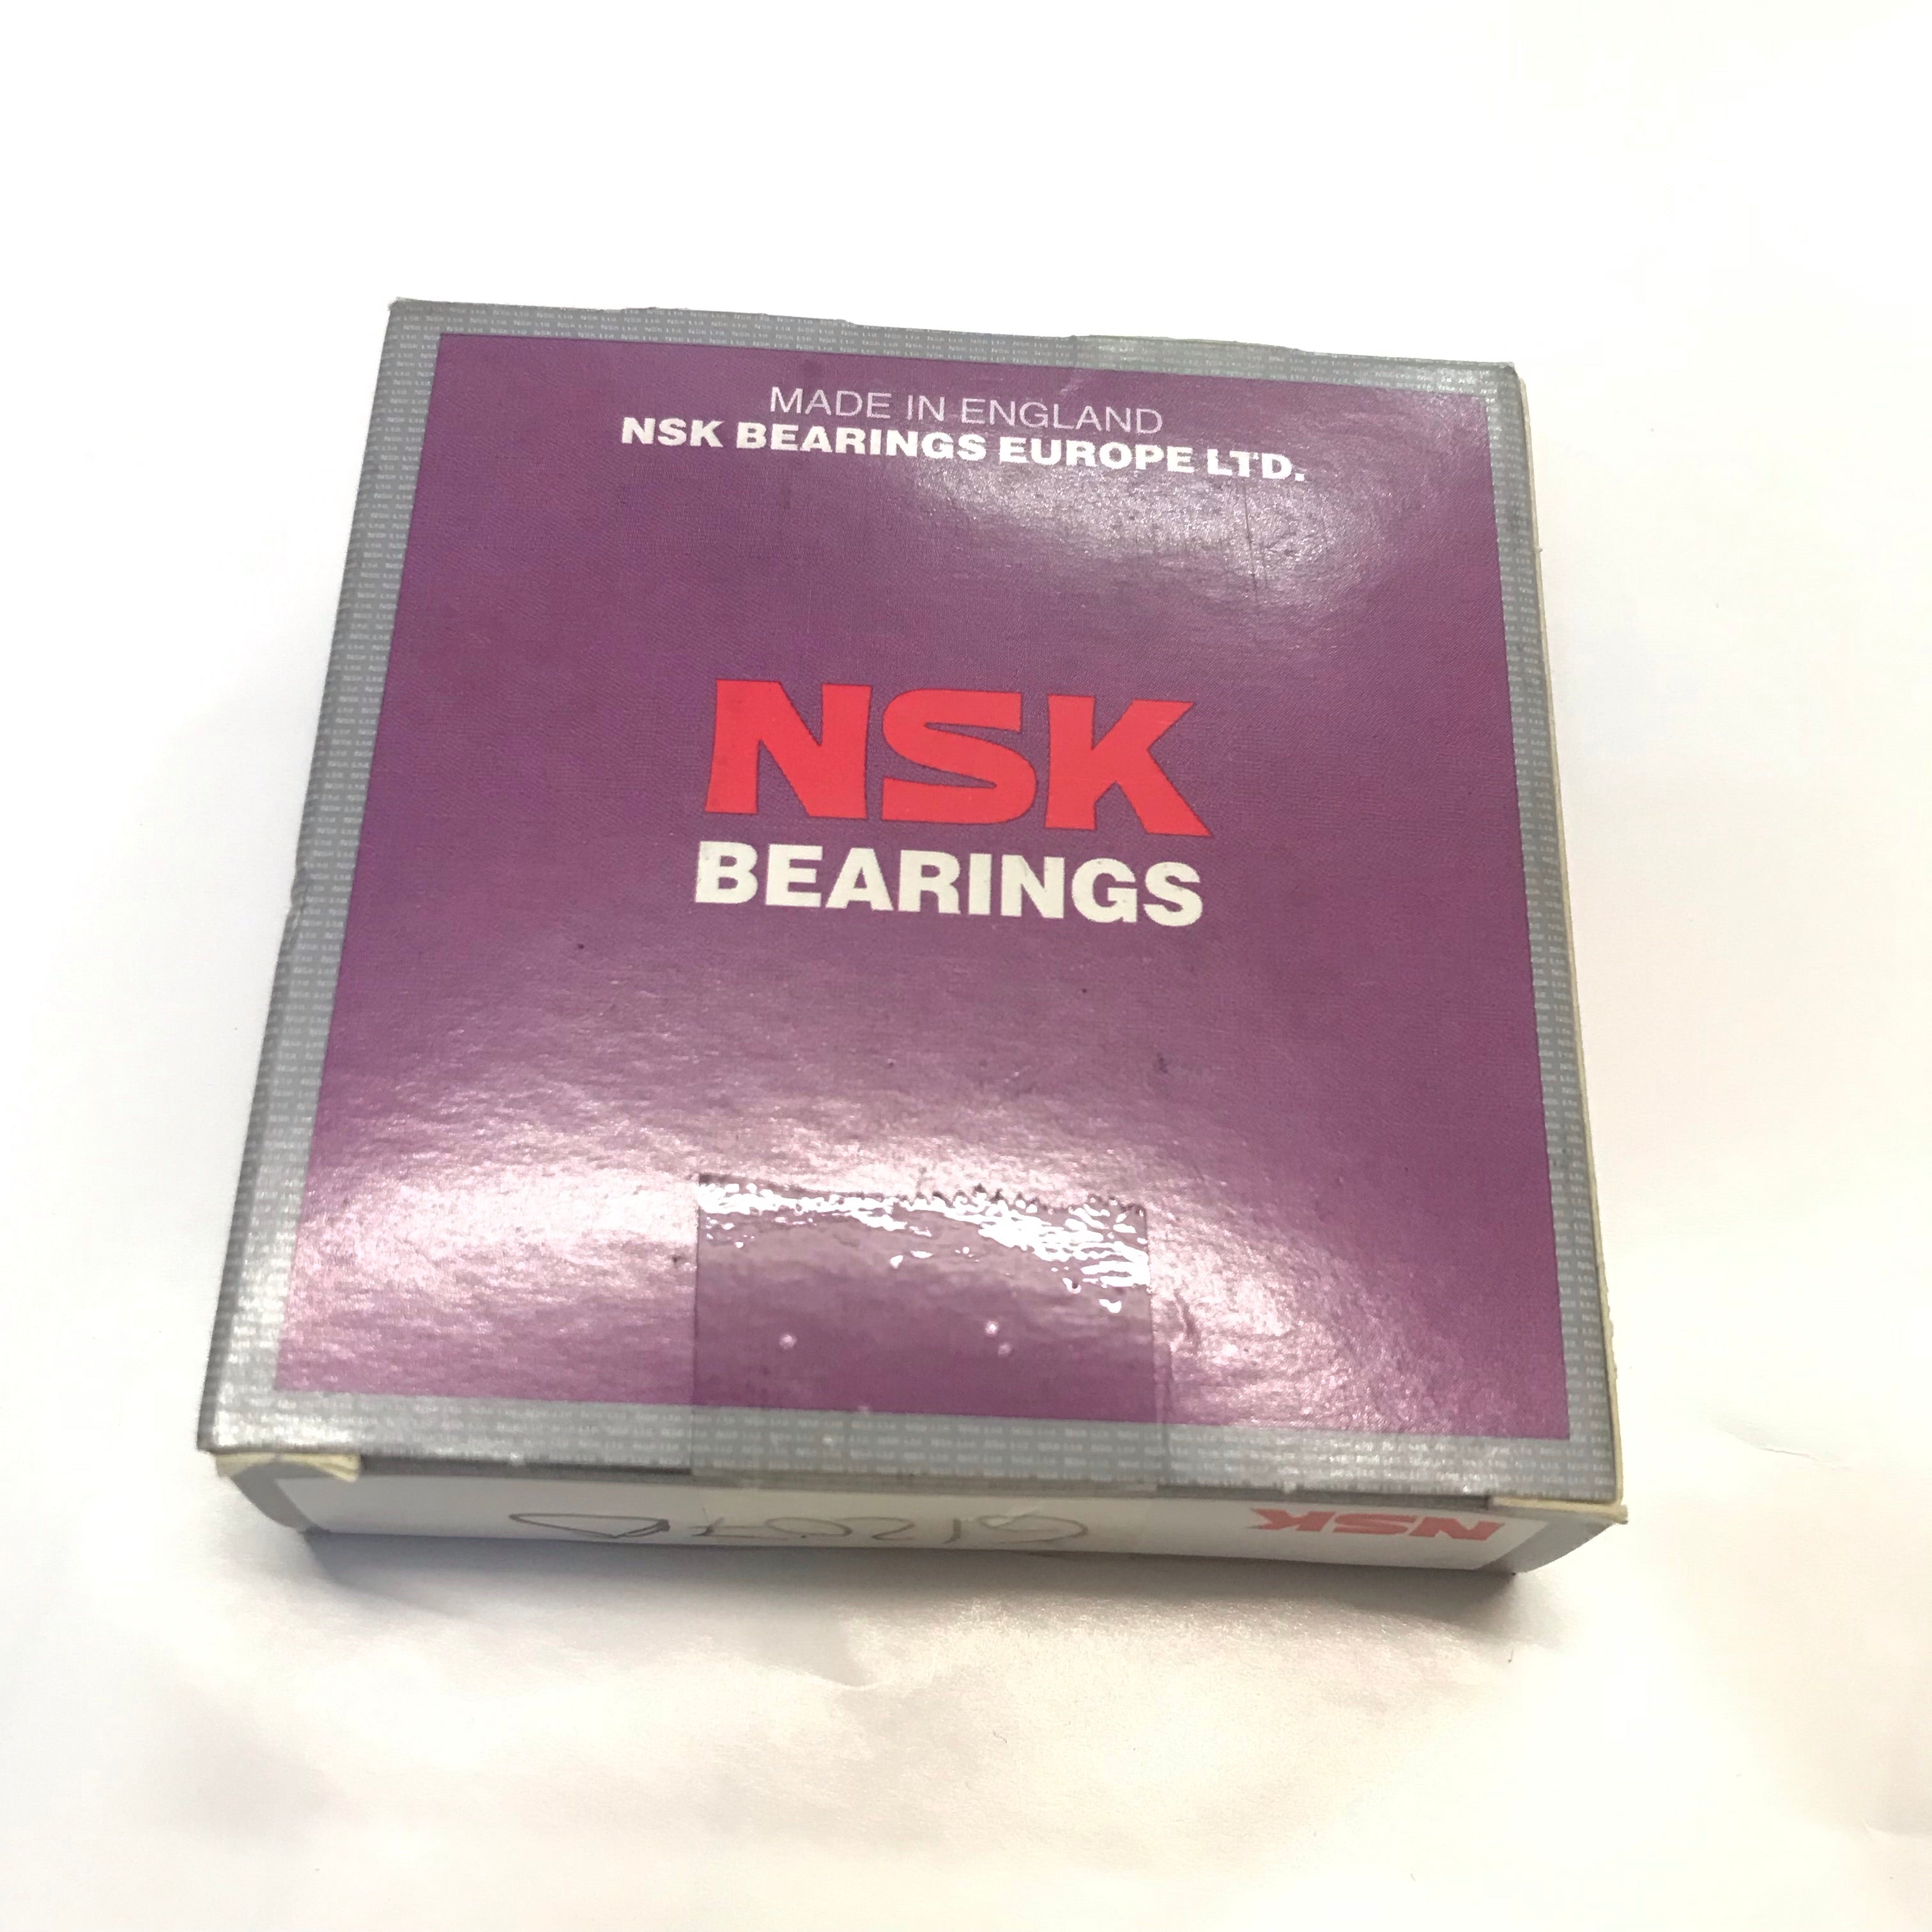 MADE IN ENGLAND
NSK BEARINGS EUROPE LTD.
NSK
BEARINGS
NSK